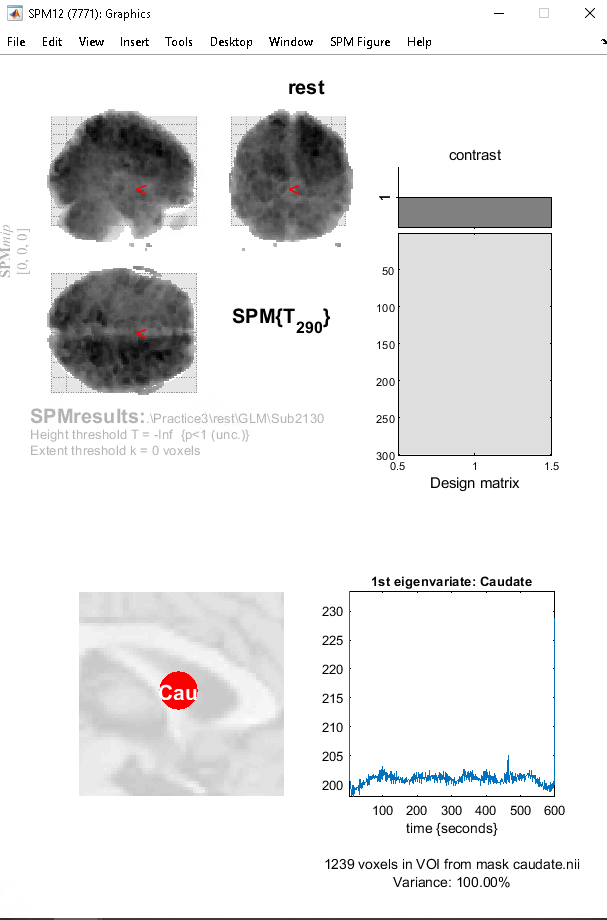 SPM12 (7771): Graphics
File Edit View Insert Tools Desktop Window SPM Figure Help
rest
contrast
1
SPMmip
[0, 0, 0]
<
<
<
SPM{T290}
50
100
150
200
250
300
0.5 1 1.5
Design matrix
SPMresults:.\Practice3\rest\GLM\Sub2130
Height threshold T = -Inf {p<1 (unc.)}
Extent threshold k = 0 voxels
Cau
1st eigenvariate: Caudate
230
225
220
215
210
205
200
100 200 300 400 500 600
time {seconds}
1239 voxels in VOI from mask caudate.nii
Variance: 100.00%